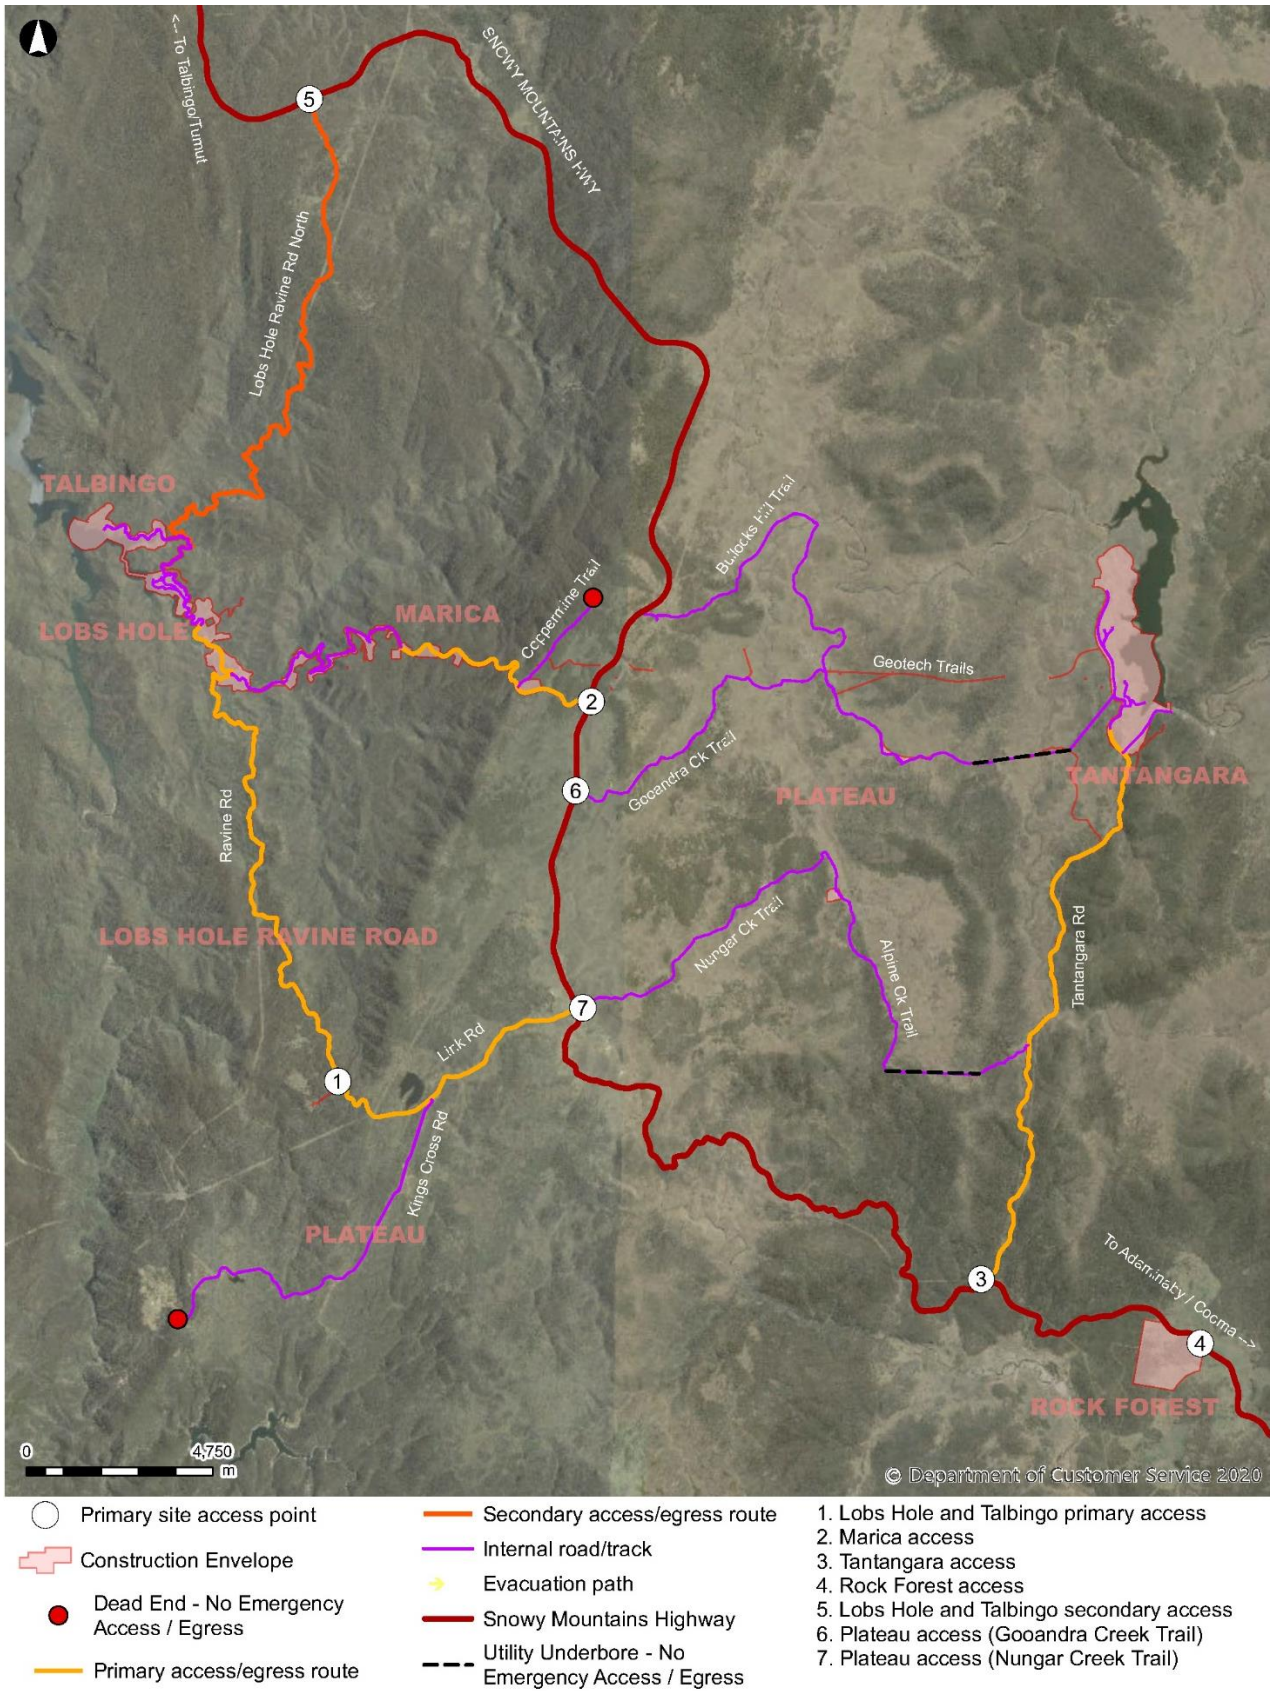 <-- To Talbingo/Tumut
5
SNOWY MOUNTAINS HWY
Lobs Hole Ravine Rd North
TALBINGO
Bullocks Hill Trail
Coppermine Trail
MARICA
LOBS HOLE
Geotech Trails
2
Gooandra Ck Trail
6
TANTANGARA
PLATEAU
Ravine Rd
Nungar Ck Trail
Tantangara Rd
LOBS HOLE RAVINE ROAD
Alpine Ck Trail
7
Link Rd
1
Kings Cross Rd
PLATEAU
To Adaminaby / Cooma -->
3
4
ROCK FOREST
0 4,750
m
© Department of Customer Service 2020
Primary site access point
Construction Envelope
Dead End - No Emergency
Access / Egress
Primary access/egress route
Secondary access/egress route
Internal road/track
Evacuation path
Snowy Mountains Highway
Utility Underbore - No
Emergency Access / Egress
1. Lobs Hole and Talbingo primary access
2. Marica access
3. Tantangara access
4. Rock Forest access
5. Lobs Hole and Talbingo secondary access
6. Plateau access (Gooandra Creek Trail)
7. Plateau access (Nungar Creek Trail)